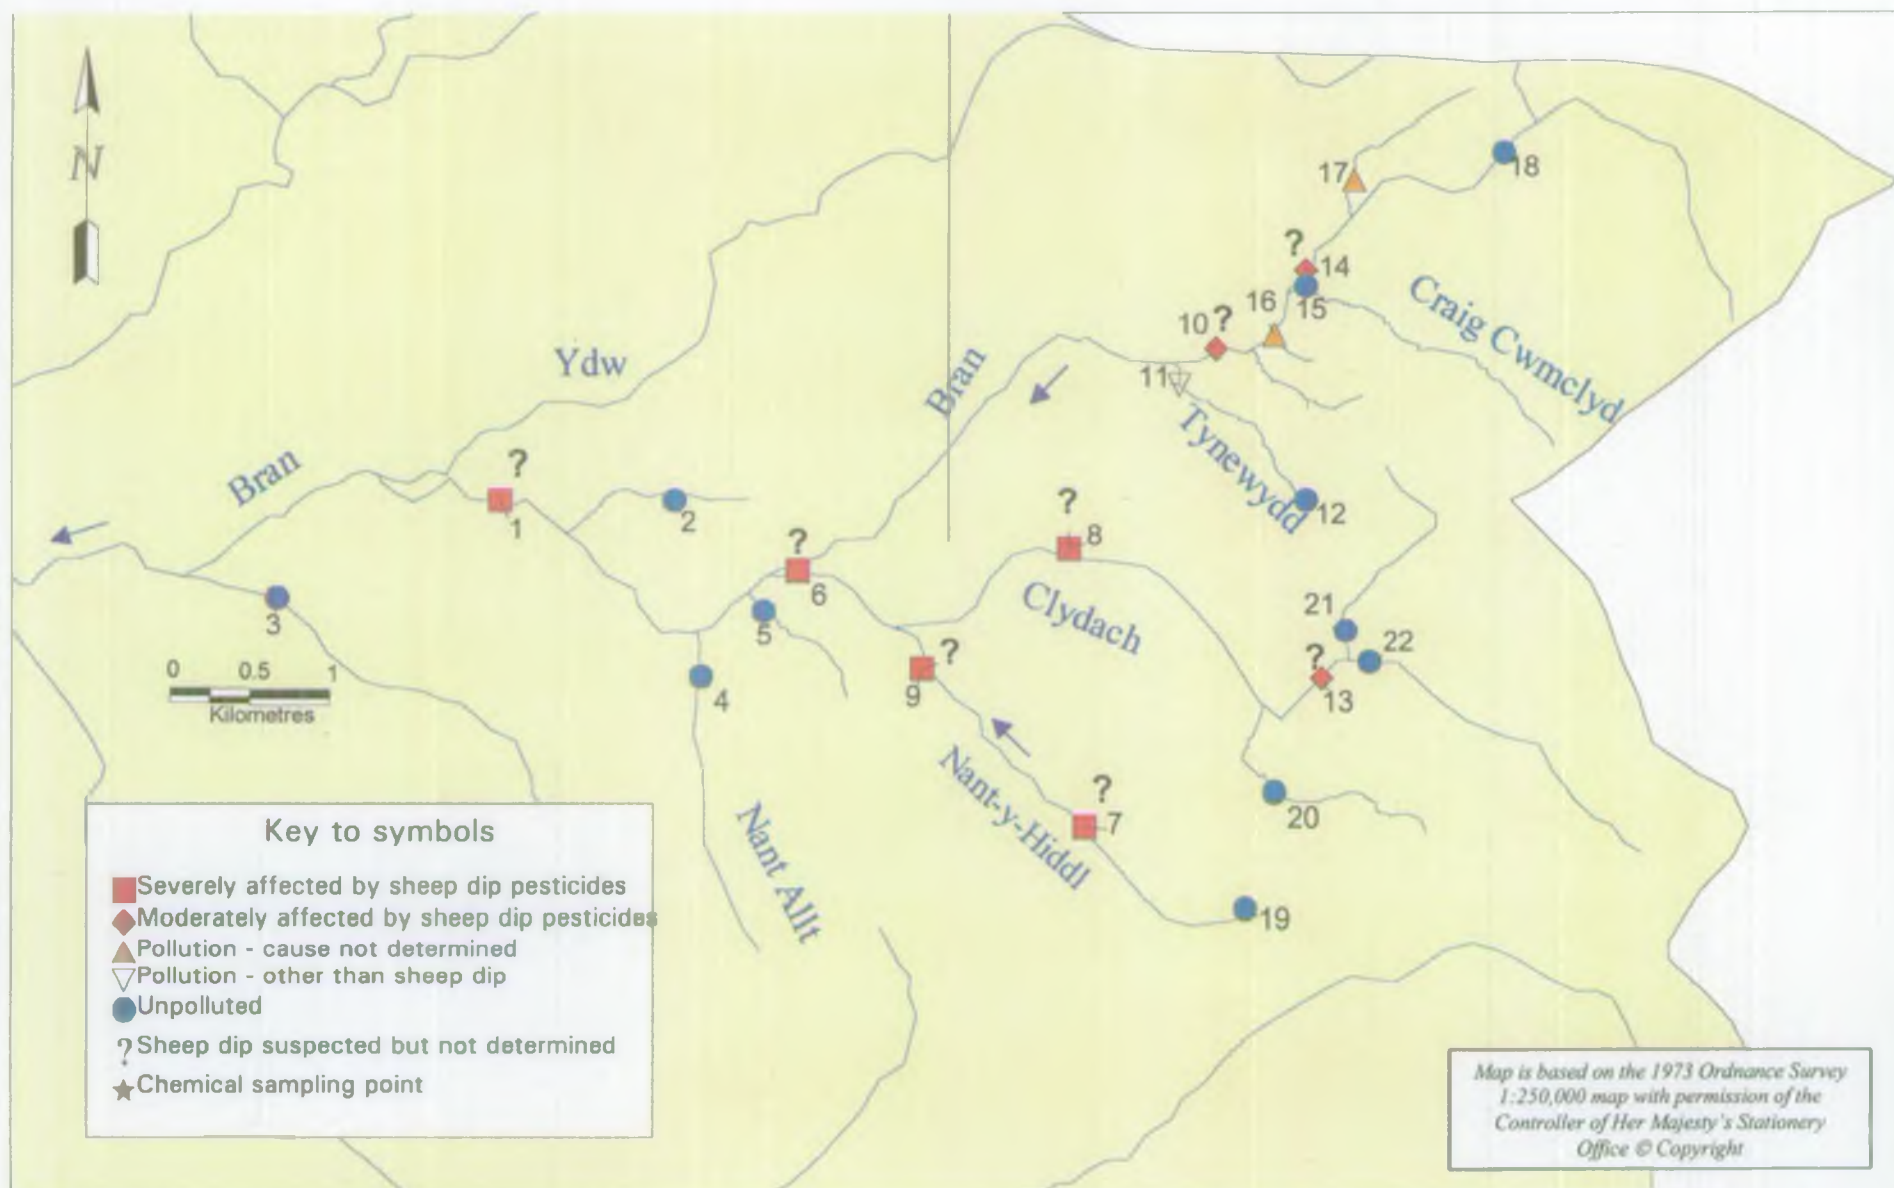 N
17
18
?
14
15
16
10 ?
11
Craig Cwmclyd
Ydw
Bran
Tynewydd
Bran
?
1
2
?
8
12
?
6
Clydach
21
22
3
5
?
9
4
?
13
0 0.5 1
Kilometres
Nant-y-Hiddl
?
7
20
19
Nant Allt
Key to symbols
Severely affected by sheep dip pesticides
Moderately affected by sheep dip pesticides
Pollution - cause not determined
Pollution - other than sheep dip
Unpolluted
? Sheep dip suspected but not determined
Chemical sampling point
Map is based on the 1973 Ordnance Survey
1:250,000 map with permission of the
Controller of Her Majesty's Stationery
Office © Copyright